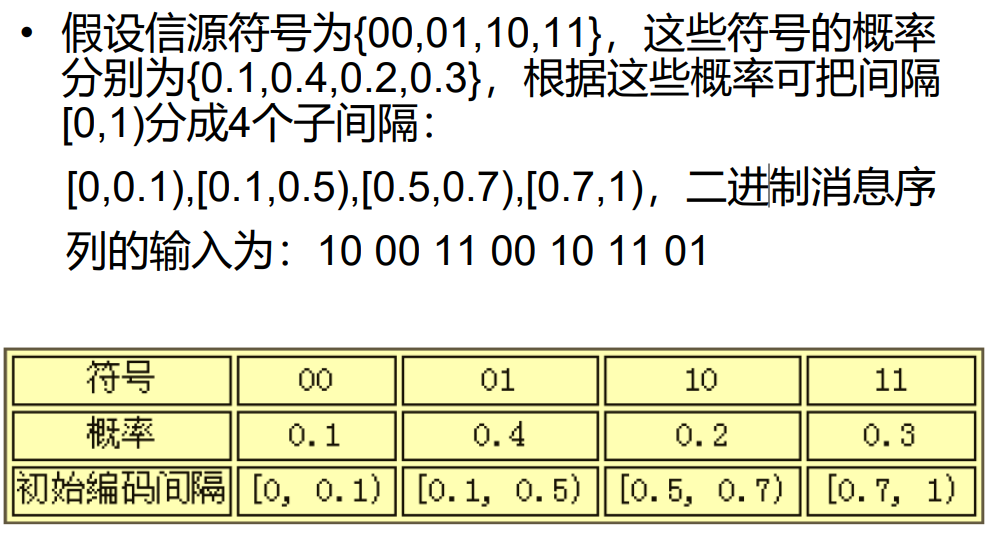 • 假设信源符号为{00,01,10,11}，这些符号的概率
分别为{0.1,0.4,0.2,0.3}，根据这些概率可把间隔
[0,1)分成4个子间隔：
[0,0.1),[0.1,0.5),[0.5,0.7),[0.7,1)，二进制消息序
列的输入为：10 00 11 00 10 11 01
符号 00 01 10 11
概率 0.1 0.4 0.2 0.3
初始编码间隔 [0, 0.1) [0.1, 0.5) [0.5, 0.7) [0.7, 1)